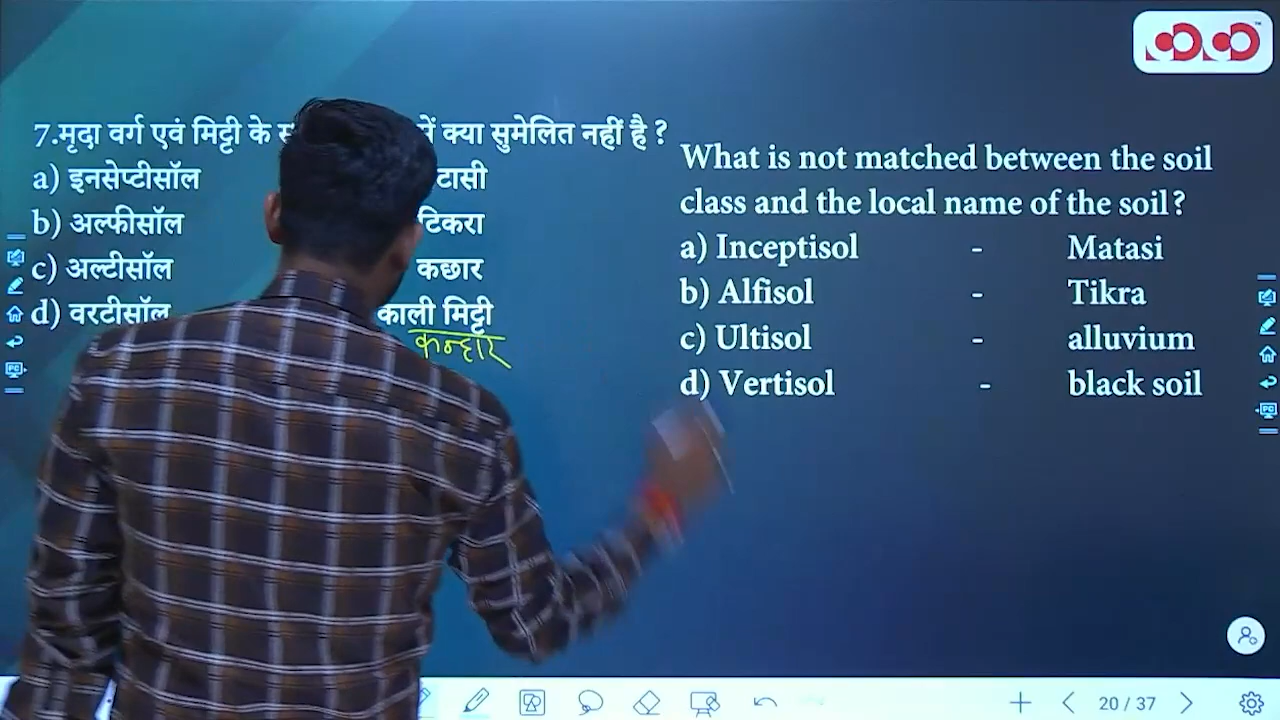 7.मृदा वर्ग एवं मिट्टी के में क्या सुमेलित नहीं है ?
a) इनसेप्टीसॉल टासी
b) अल्फीसॉल टिकरा
c) अल्टीसॉल कछार
d) वरटीसॉल काली मिट्टी
कन्हार
What is not matched between the soil
class and the local name of the soil?
a) Inceptisol - Matasi
b) Alfisol - Tikra
c) Ultisol - alluvium
d) Vertisol - black soil
20 / 37